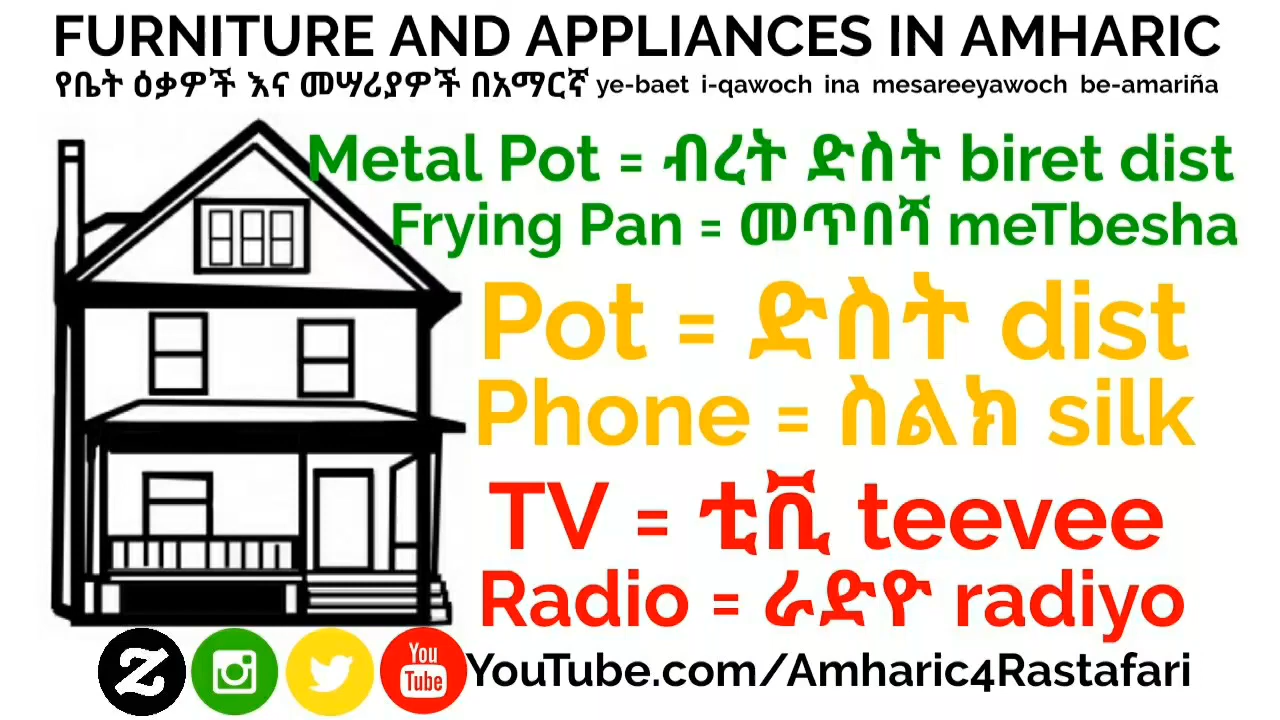 FURNITURE AND APPLIANCES IN AMHARIC
የቤት ዕቃዎች እና መሣሪያዎች በአማርኛ ye-baet i-qawoch ina mesareeyawoch be-amariña
Metal Pot = ብረት ድስት biret dist
Frying Pan = መጥበሻ meTbesha
Pot = ድስት dist
Phone = ስልክ silk
TV = ቲቪ teevee
Radio = ራድዮ radiyo
Z You Tube YouTube.com/Amharic4Rastafari